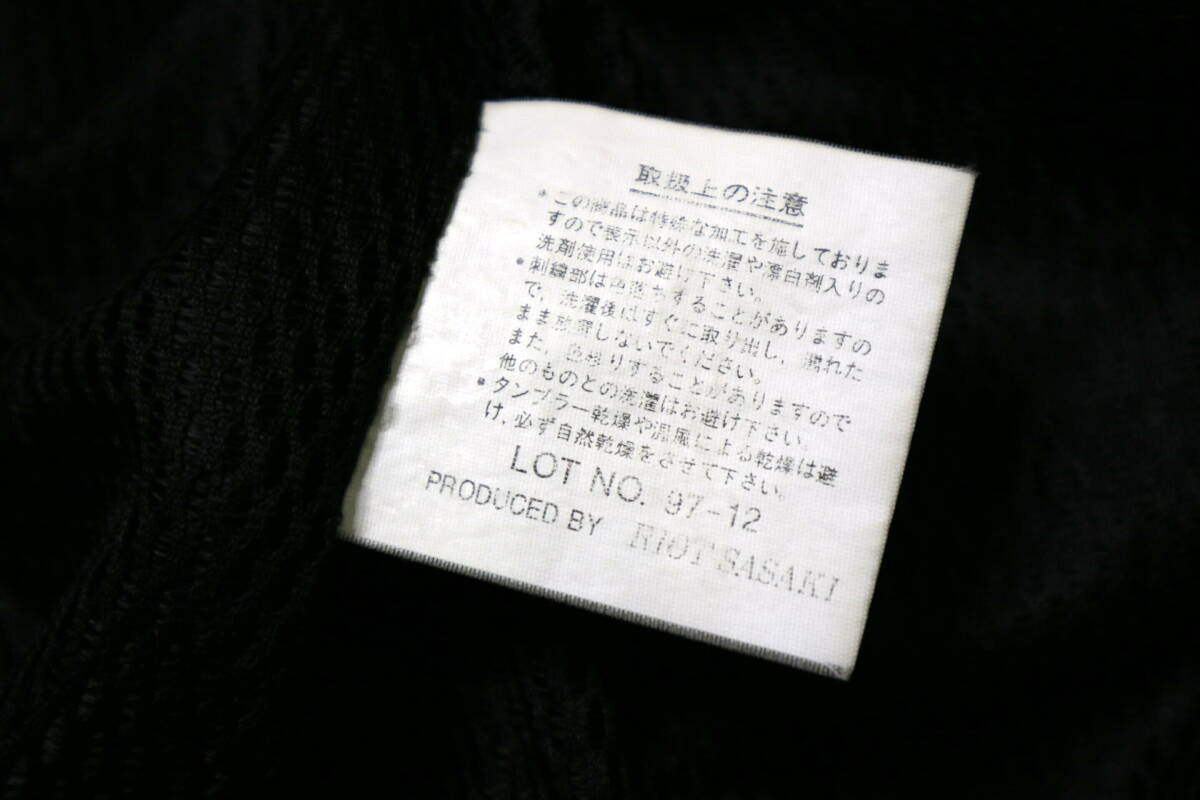 取扱上の注意
• この商品は特殊な加工を施しておりま
すので表示以外の洗濯や漂白剤入りの
洗剤使用はお避け下さい。
• 刺繍部は色落ちすることがありますの
で、洗濯後はすぐに取り出し、濡れた
まま放置しないでください。
また、色移りすることがありますので
他のものとの洗濯はお避け下さい。
• タンブラー乾燥や温風による乾燥は避
け、必ず自然乾燥をさせて下さい。
LOT NO. 97-12
PRODUCED BY RIOT SASAKI